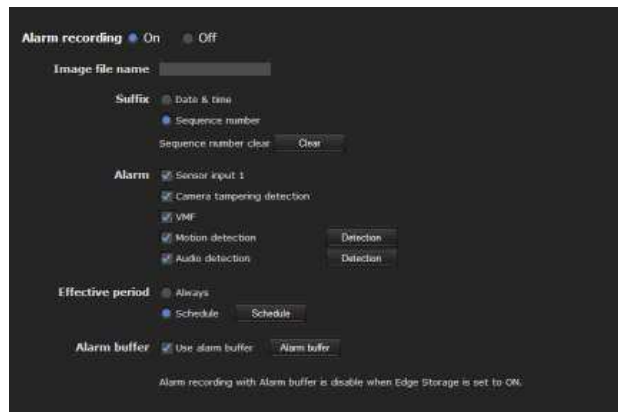 Alarm recording On Off
Image file name
Suffix Date & time
Sequence number
Sequence number clear Clear
Alarm Sensor input 1
Camera tampering detection
VMF
Motion detection Detection
Audio detection Detection
Effective period Always
Schedule Schedule
Alarm buffer Use alarm buffer Alarm buffer
Alarm recording with Alarm buffer is disable when Edge Storage is set to ON.